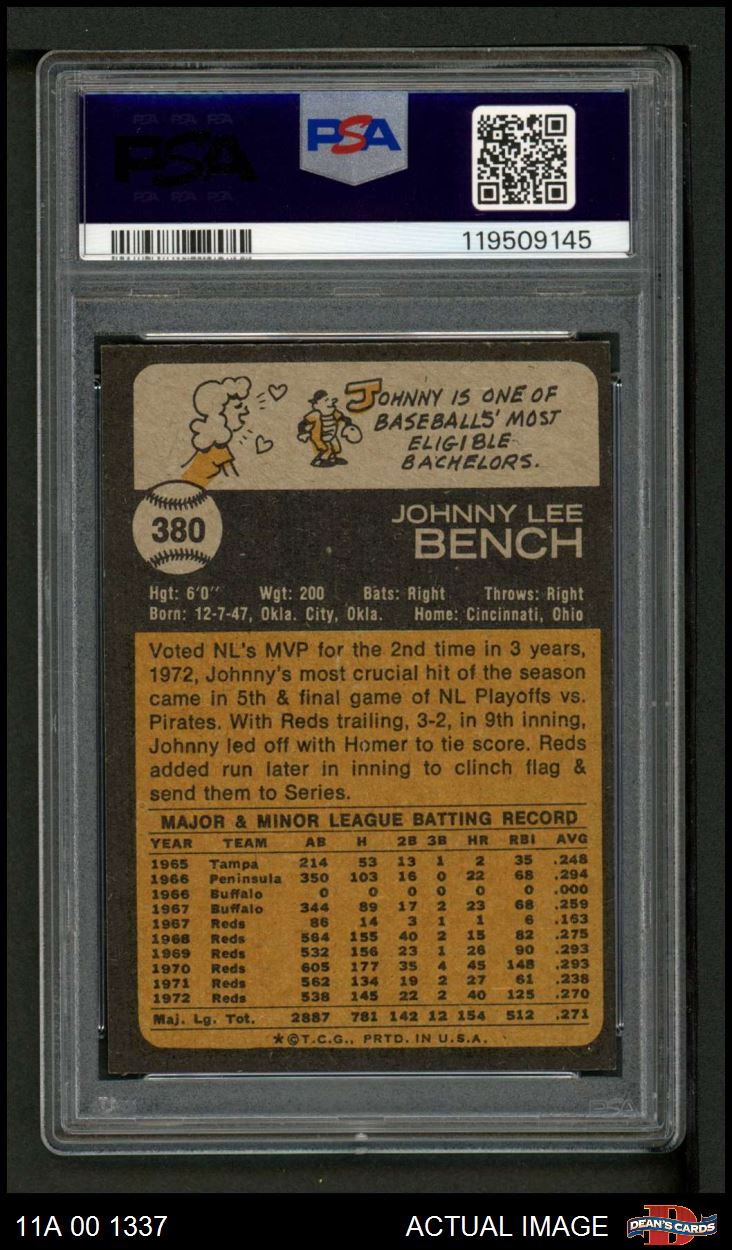 PSA PSA PSA
PSA
PSA PSA PSA
PSA
119509145
JOHNNY IS ONE OF
BASEBALLS' MOST
ELIGIBLE
BACHELORS.
380
JOHNNY LEE
BENCH
Hgt: 6'0" Wgt: 200 Bats: Right Throws: Right
Born: 12-7-47, Okla. City, Okla. Home: Cincinnati, Ohio
Voted NL's MVP for the 2nd time in 3 years,
1972, Johnny's most crucial hit of the season
came in 5th & final game of NL Playoffs vs.
Pirates. With Reds trailing, 3-2, in 9th inning,
Johnny led off with Homer to tie score. Reds
added run later in inning to clinch flag &
send them to Series.
MAJOR & MINOR LEAGUE BATTING RECORD
YEAR TEAM AB H 2B 3B HR RBI AVG
1965 Tampa 214 53 13 1 2 35 .248
1966 Peninsula 350 103 16 0 22 68 .294
1966 Buffalo 0 0 0 0 0 0 .000
1967 Buffalo 344 89 17 2 23 68 .259
1967 Reds 86 14 3 1 1 6 .163
1968 Reds 564 155 40 2 15 82 .275
1969 Reds 532 156 23 1 26 90 .293
1970 Reds 605 177 35 4 45 148 .293
1971 Reds 562 134 19 2 27 61 .238
1972 Reds 538 145 22 2 40 125 .270
Maj. Lg. Tot. 2887 781 142 12 154 512 .271
*©T.C.G., PRTD. IN U.S.A.
PSA
11A 00 1337 ACTUAL IMAGE DEAN'S CARDS